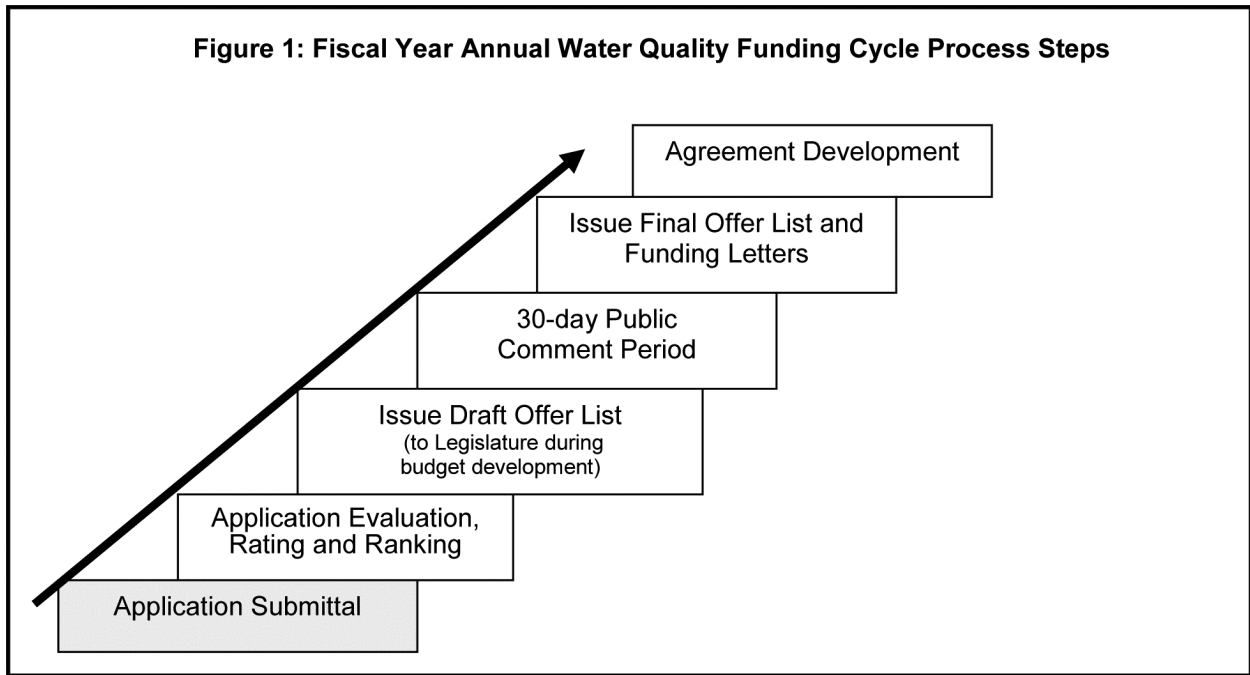 Figure 1: Fiscal Year Annual Water Quality Funding Cycle Process Steps
Agreement Development
Issue Final Offer List and
Funding Letters
30-day Public
Comment Period
Issue Draft Offer List
(to Legislature during
budget development)
Application Evaluation,
Rating and Ranking
Application Submittal